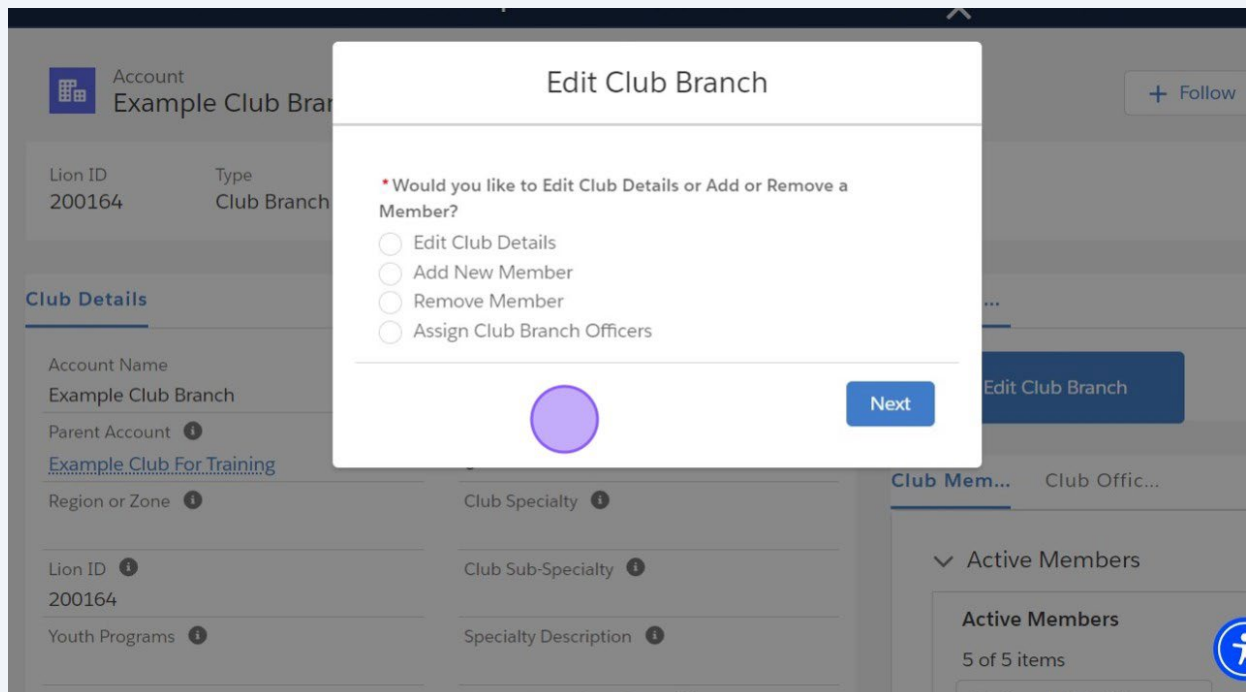 Account
Example Club Bran
+ Follow
Lion ID
Type
200164
Club Branch
Edit Club Branch
* Would you like to Edit Club Details or Add or Remove a
Member?
Edit Club Details
Add New Member
Remove Member
Assign Club Branch Officers
Next
Club Details
Account Name
Example Club Branch
Parent Account
Example Club For Training
Region or Zone
Club Specialty
Lion ID
200164
Club Sub-Specialty
Youth Programs
Specialty Description
...
Edit Club Branch
Club Mem...
Club Offic...
Active Members
Active Members
5 of 5 items